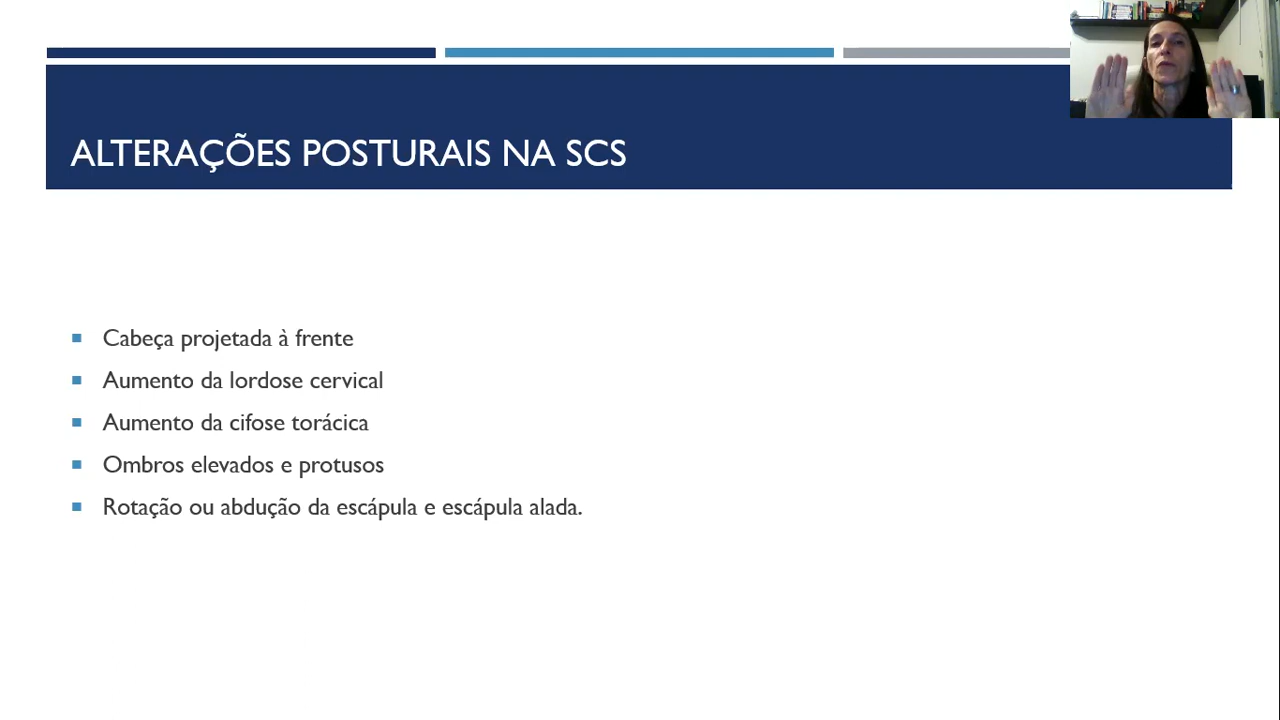 ALTERAÇÕES POSTURAIS NA SCS
Cabeça projetada à frente
Aumento da lordose cervical
Aumento da cifose torácica
Ombros elevados e protusos
Rotação ou abdução da escápula e escápula alada.